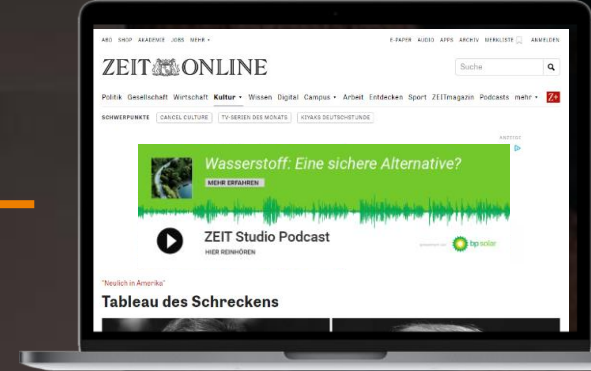 ABO SHOP AKADEMIE JOBS MEHR
E-PAPER AUDIO APPS ARCHIV MERKLISTE ANMELDEN
ZEIT ONLINE
Suche
Politik Gesellschaft Wirtschaft Kultur Wissen Digital Campus Arbeit Entdecken Sport ZEITmagazin Podcasts mehr Z+
SCHWERPUNKTE CANCEL CULTURE TV-SERIEN DES MONATS KIYAKS DEUTSCHSTUNDE
ANZEIGE
Wasserstoff: Eine sichere Alternative?
MEHR ERFAHREN
ZEIT Studio Podcast
HIER REINHÖREN
bp solar
"Neulich in Amerika"
Tableau des Schreckens